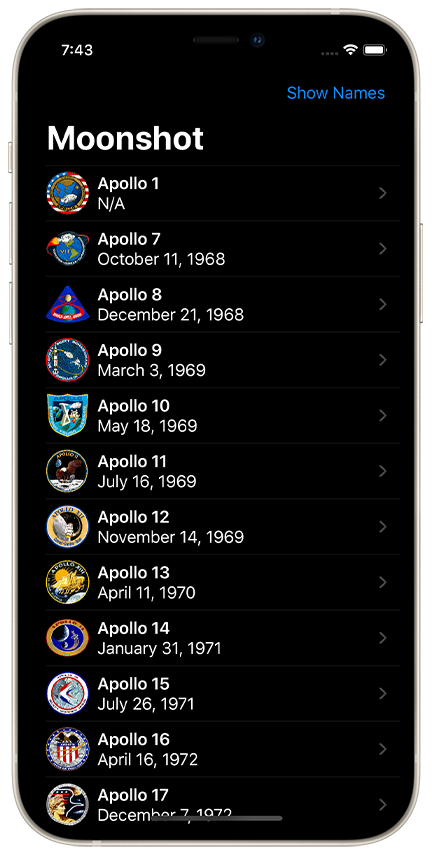 7:43
Show Names
Moonshot
Apollo 1
N/A
Apollo 7
October 11, 1968
Apollo 8
December 21, 1968
Apollo 9
March 3, 1969
Apollo 10
May 18, 1969
Apollo 11
July 16, 1969
Apollo 12
November 14, 1969
Apollo 13
April 11, 1970
Apollo 14
January 31, 1971
Apollo 15
July 26, 1971
Apollo 16
April 16, 1972
Apollo 17
December 7, 1972